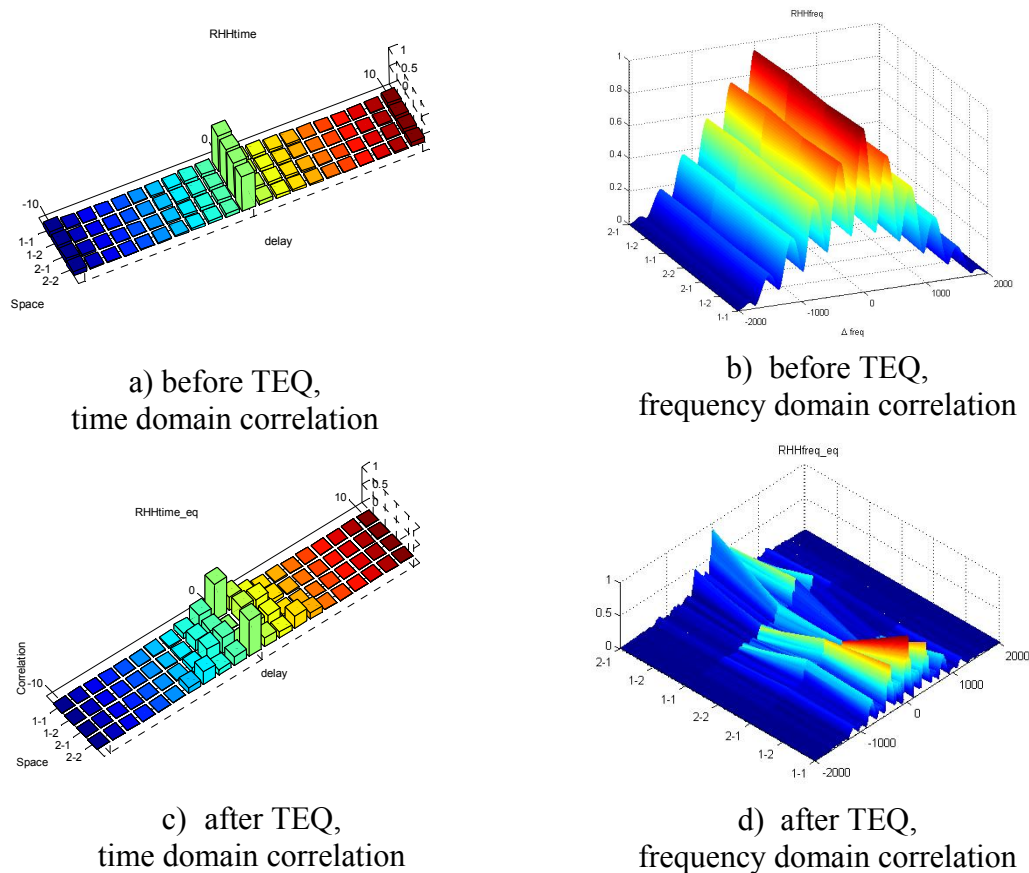 RHHtime
1
0.5
0
10
0
-10
1-1
1-2
2-1
2-2
delay
Space
a) before TEQ,
time domain correlation
RHHfreq
1
0.8
0.6
0.4
0.2
0
2-1
1-2
1-1
2-2
2-1
1-2
1-1
-2000
-1000
0
1000
2000
Δ freq
b) before TEQ,
frequency domain correlation
RHHtime_eq
1
0.5
0
10
0
Correlation
-10
1-1
1-2
2-1
2-2
delay
Space
c) after TEQ,
time domain correlation
RHHfreq_eq
1
0.5
0
2-1
1-2
1-1
2-2
2-1
1-2
1-1
-2000
-1000
0
1000
2000
d) after TEQ,
frequency domain correlation